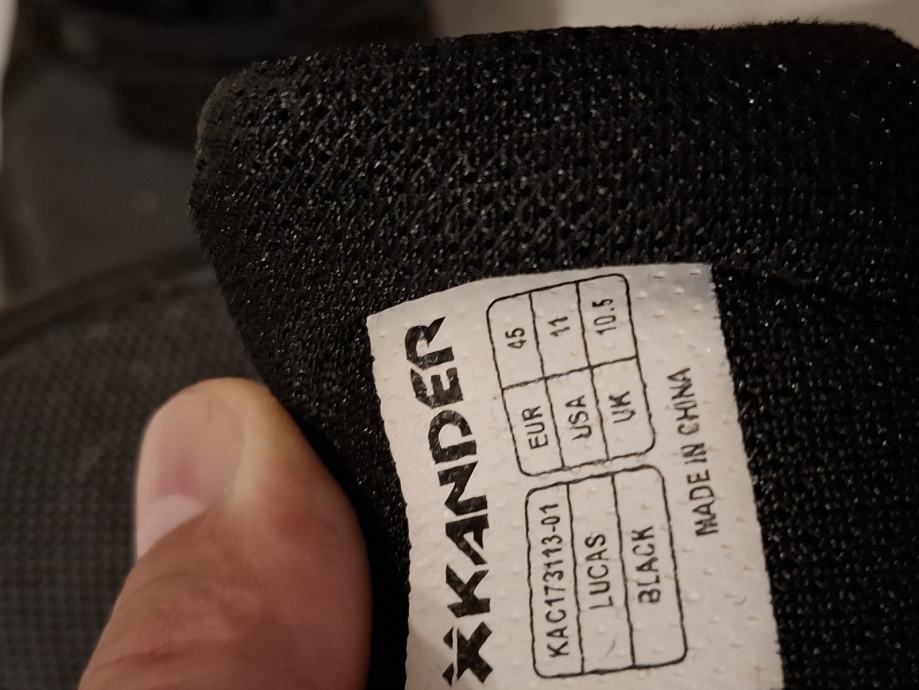 KANDER
KAC173113-01
LUCAS
BLACK
EUR 45
USA 11
UK 10.5
MADE IN CHINA